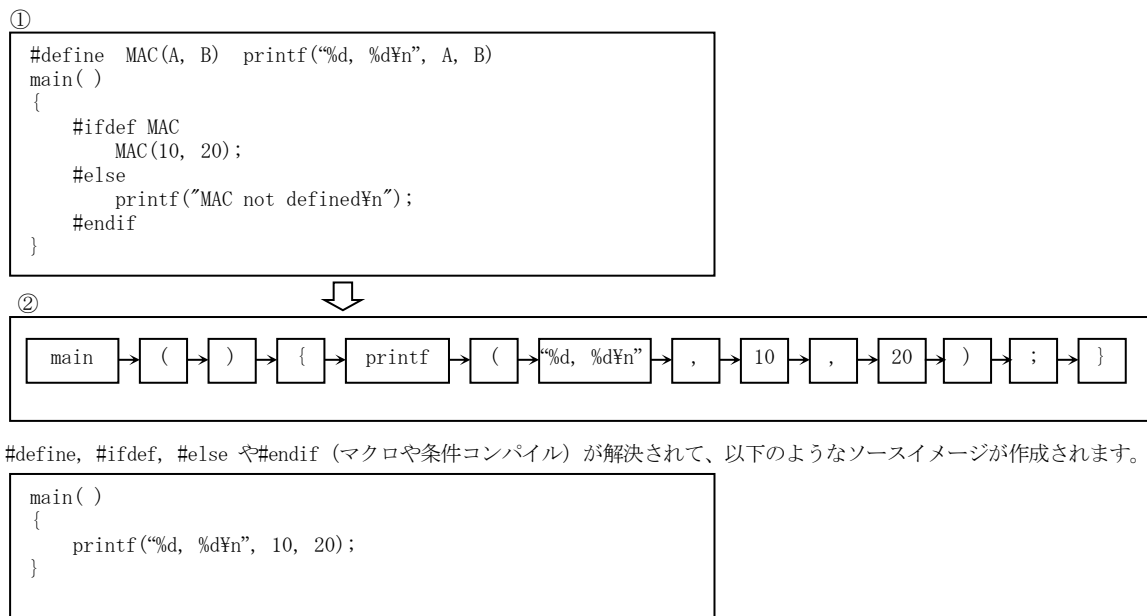 ①
#define  MAC(A, B)  printf(“%d, %d¥n”, A, B)
main( )
{
    #ifdef MAC
        MAC(10, 20);
    #else
        printf("MAC not defined¥n");
    #endif
}
②
main ( ) { printf ( “%d, %d¥n” , 10 , 20 ) ; }
#define, #ifdef, #else や#endif（マクロや条件コンパイル）が解決されて、以下のようなソースイメージが作成されます。
main( )
{
    printf(“%d, %d¥n”, 10, 20);
}